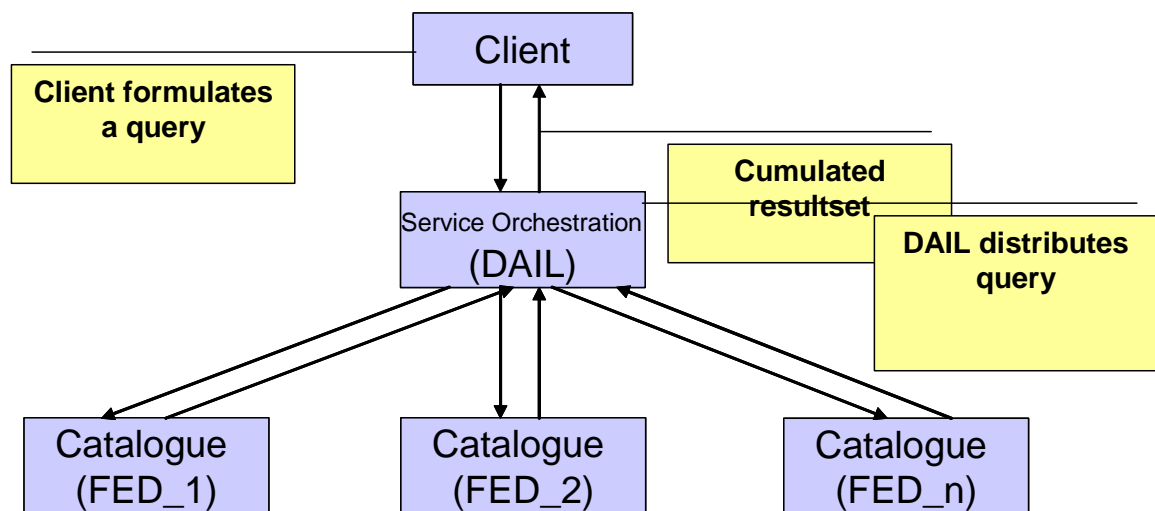 Client
Client formulates
a query
Service Orchestration
(DAIL)
Cumulated
resultset
DAIL distributes
query
Catalogue
(FED_1)
Catalogue
(FED_2)
Catalogue
(FED_n)